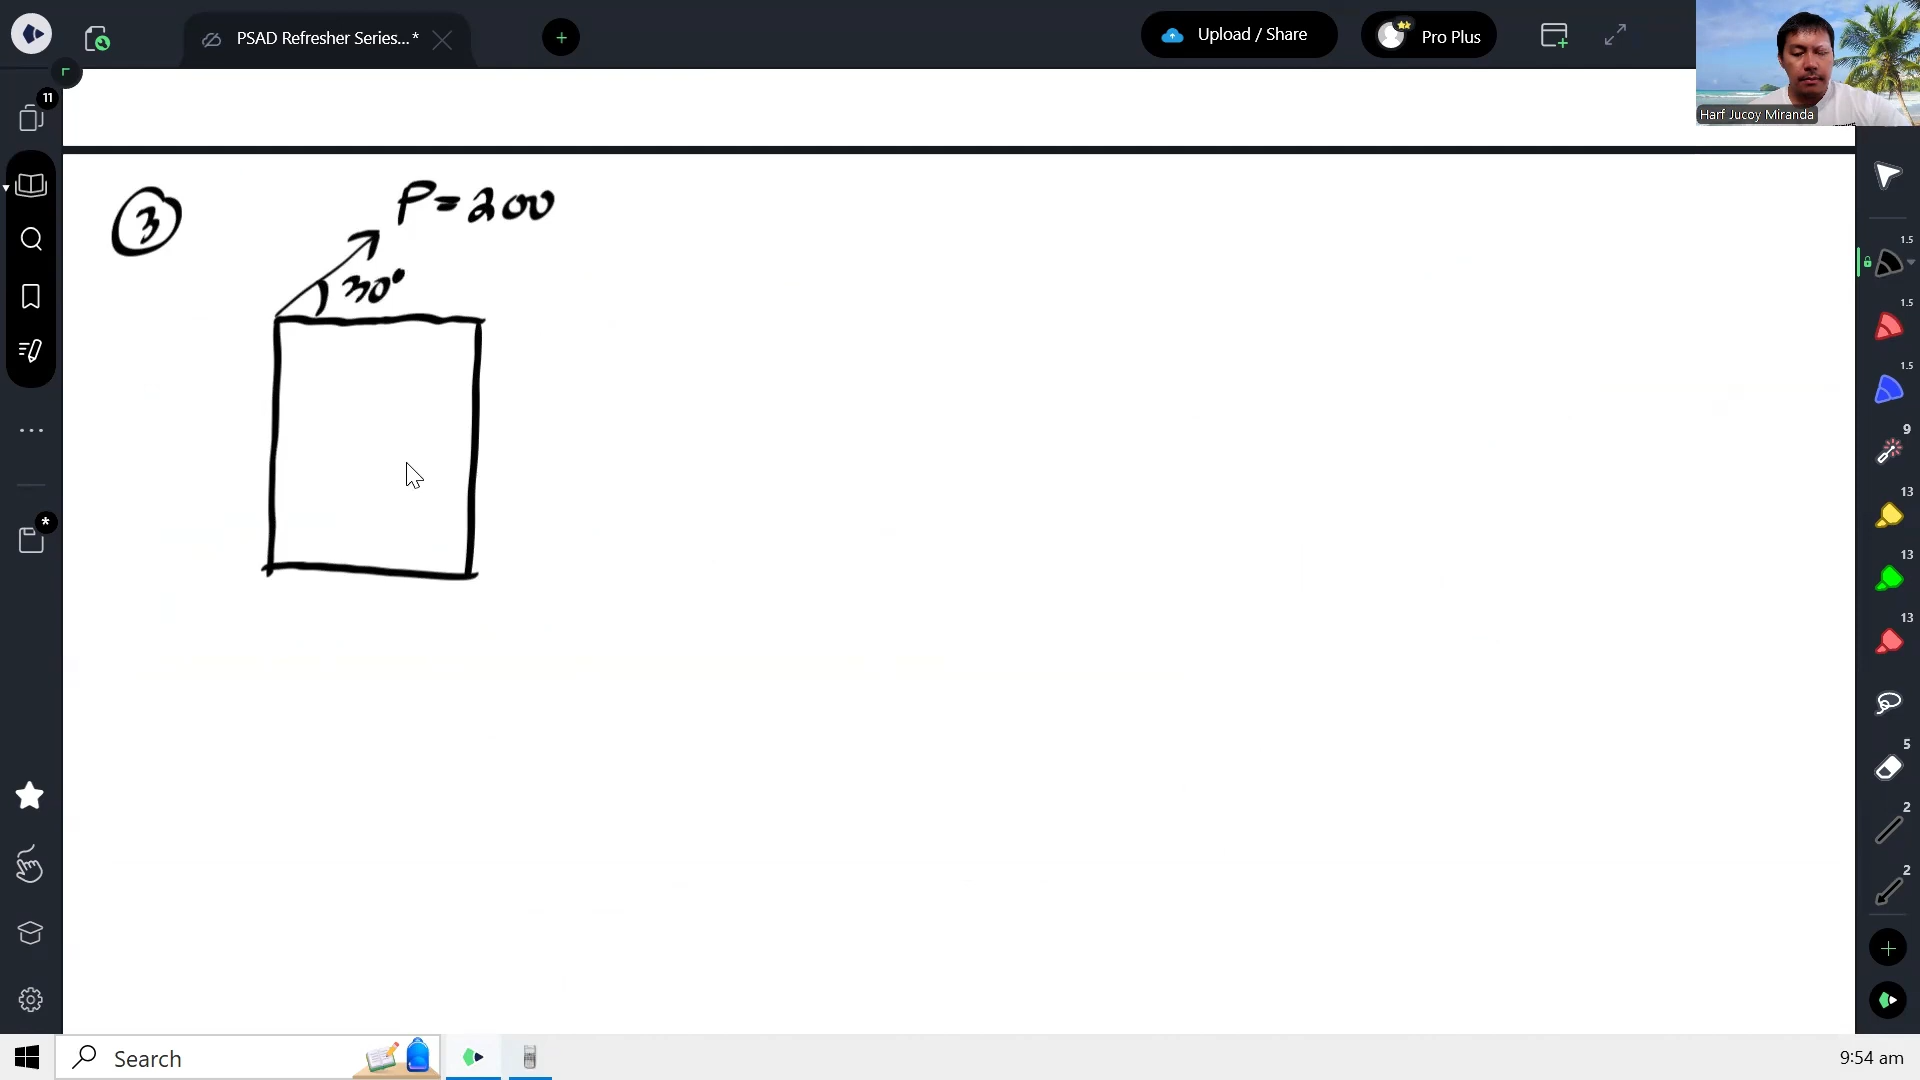 PSAD Refresher Series...*
+
Upload / Share
Pro Plus
Harf Jucoy Miranda
11
3
P=200
30°
1.5
1.5
1.5
9
13
13
13
5
2
2
*
Search
9:54 am